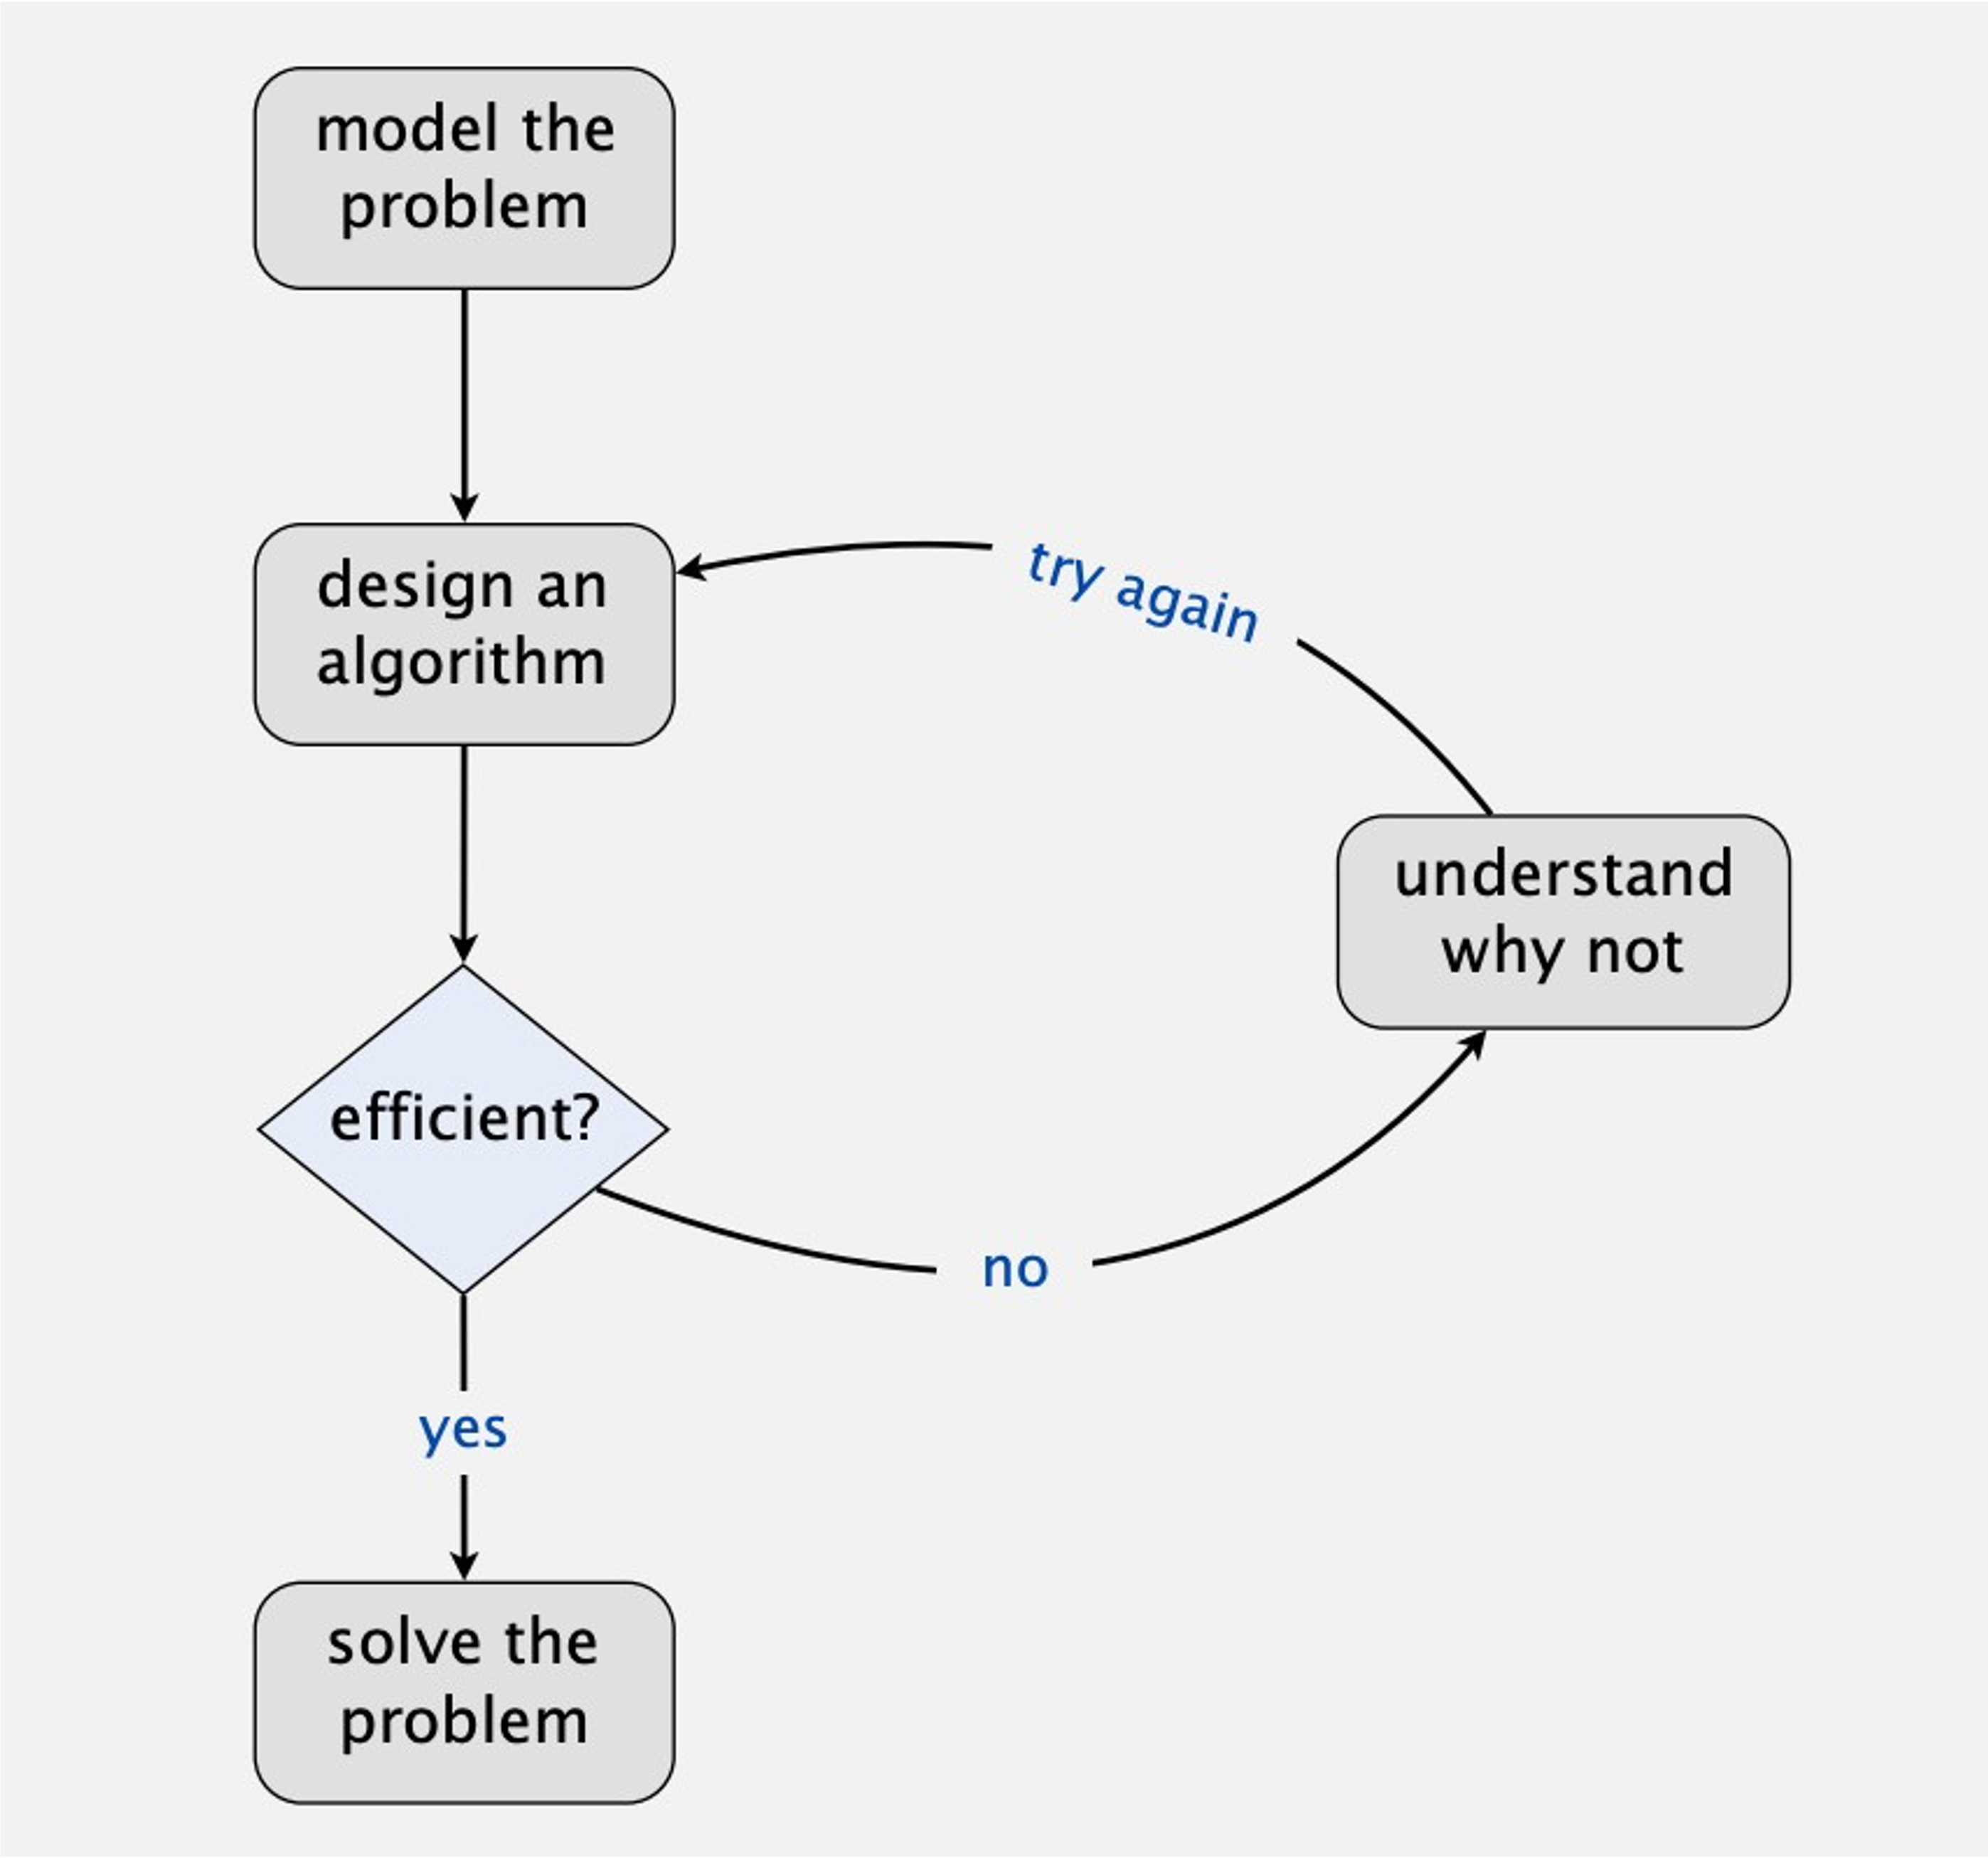 model the
problem
design an
algorithm
try again
understand
why not
efficient?
no
yes
solve the
problem